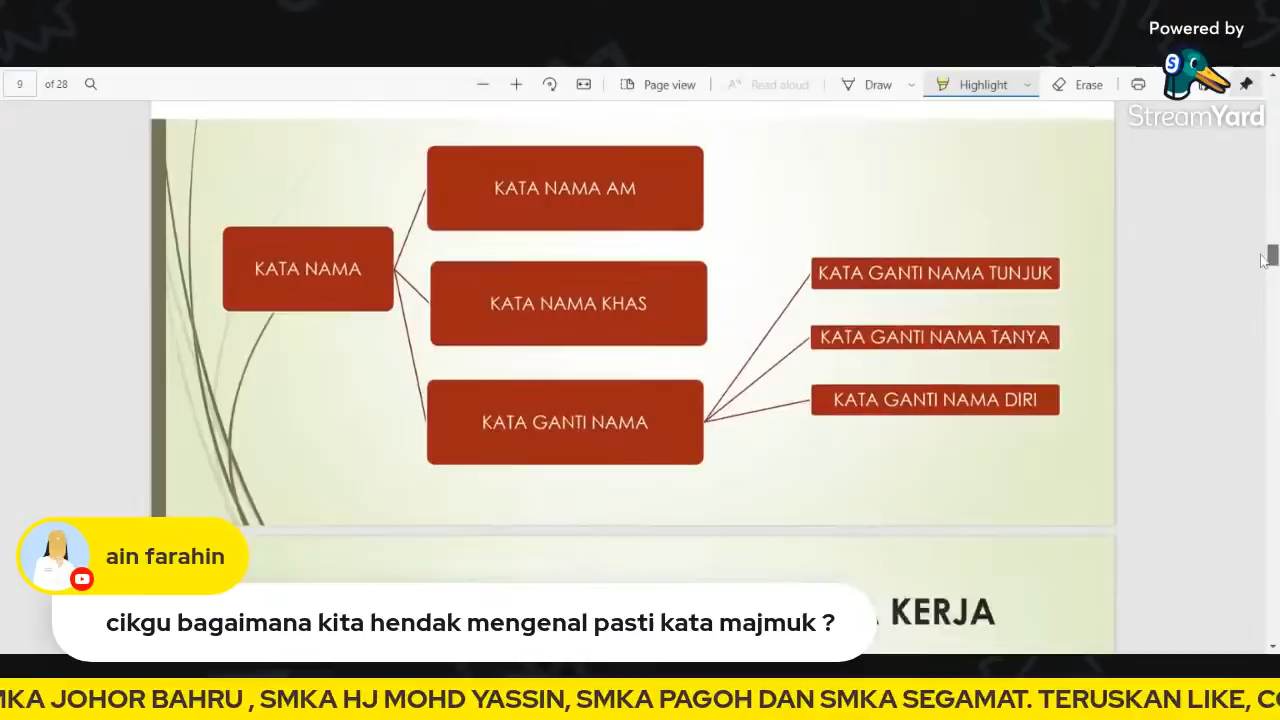 Powered by
StreamYard
9 of 28
Page view
Read aloud
Draw
Highlight
Erase
KATA NAMA AM
KATA NAMA
KATA NAMA KHAS
KATA GANTI NAMA
KATA GANTI NAMA TUNJUK
KATA GANTI NAMA TANYA
KATA GANTI NAMA DIRI
KERJA
ain farahin
cikgu bagaimana kita hendak mengenal pasti kata majmuk ?
MKA JOHOR BAHRU , SMKA HJ MOHD YASSIN, SMKA PAGOH DAN SMKA SEGAMAT. TERUSKAN LIKE, CO